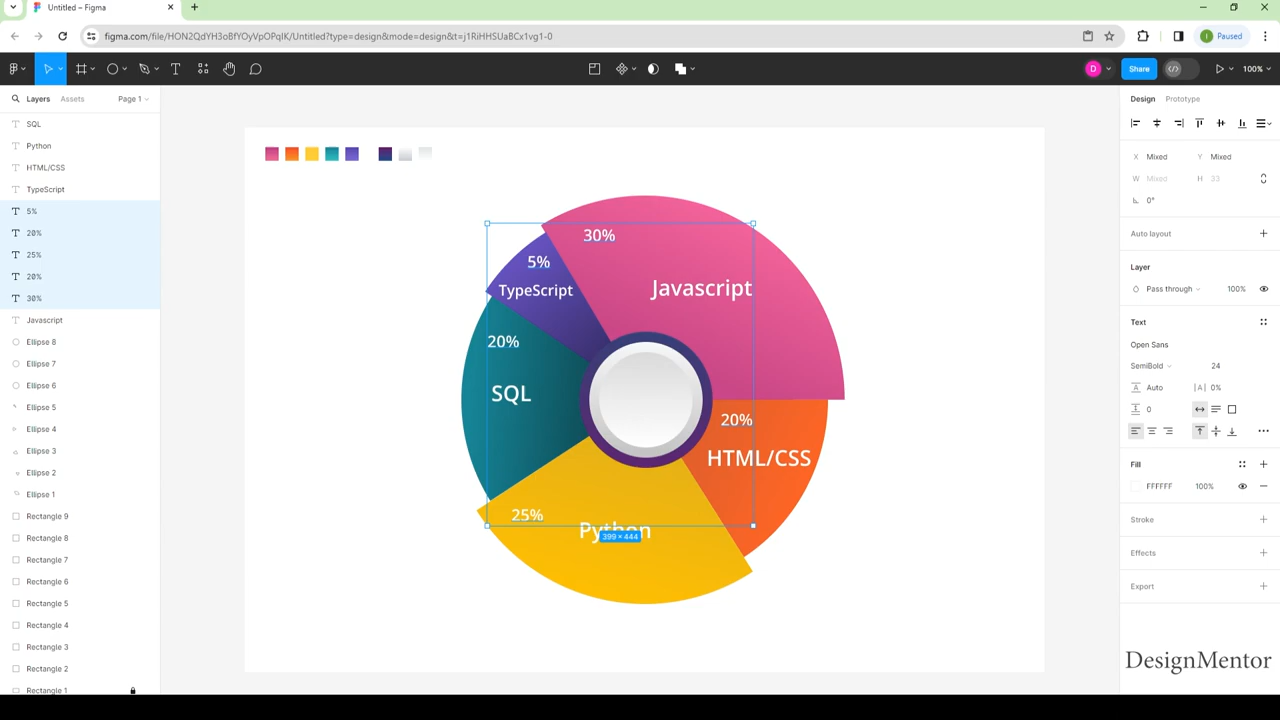 Untitled – Figma
figma.com/file/HON2QdYH3oBfYOyVpOPqIK/Untitled?type=design&mode=design&t=j1RiHHSUaBCx1vg1-0
I Paused
D
Share
100%
Layers Assets Page 1
SQL
Python
HTML/CSS
TypeScript
5%
20%
25%
20%
30%
Javascript
Ellipse 8
Ellipse 7
Ellipse 6
Ellipse 5
Ellipse 4
Ellipse 3
Ellipse 2
Ellipse 1
Rectangle 9
Rectangle 8
Rectangle 7
Rectangle 6
Rectangle 5
Rectangle 4
Rectangle 3
Rectangle 2
Rectangle 1
30%
5%
Javascript
TypeScript
20%
SQL
20%
HTML/CSS
25%
Python
399 × 444
Design Prototype
X Mixed Y Mixed
W Mixed H 33
0°
Auto layout
Layer
Pass through 100%
Text
Open Sans
SemiBold 24
Auto 0%
0
Fill
FFFFFF 100%
Stroke
Effects
Export
DesignMentor